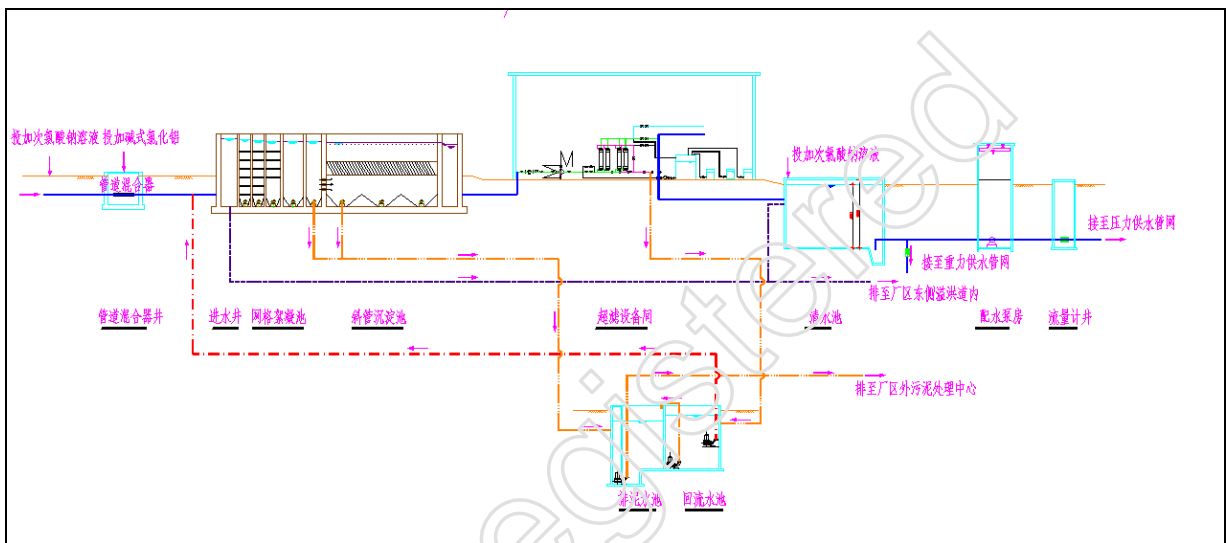 投加次氯酸钠溶液 投加碱式氯化铝
管道混合器
M
投加次氯酸钠溶液
接至压力供水管网
接至重力供水管网
排至厂区东侧溢洪道内
管道混合器井 进水井 网格絮凝池 斜管沉淀池 超滤设备间 清水池 配水泵房 流量计井
排至厂区外污泥处理中心
排泥水池 回流水池
egistered